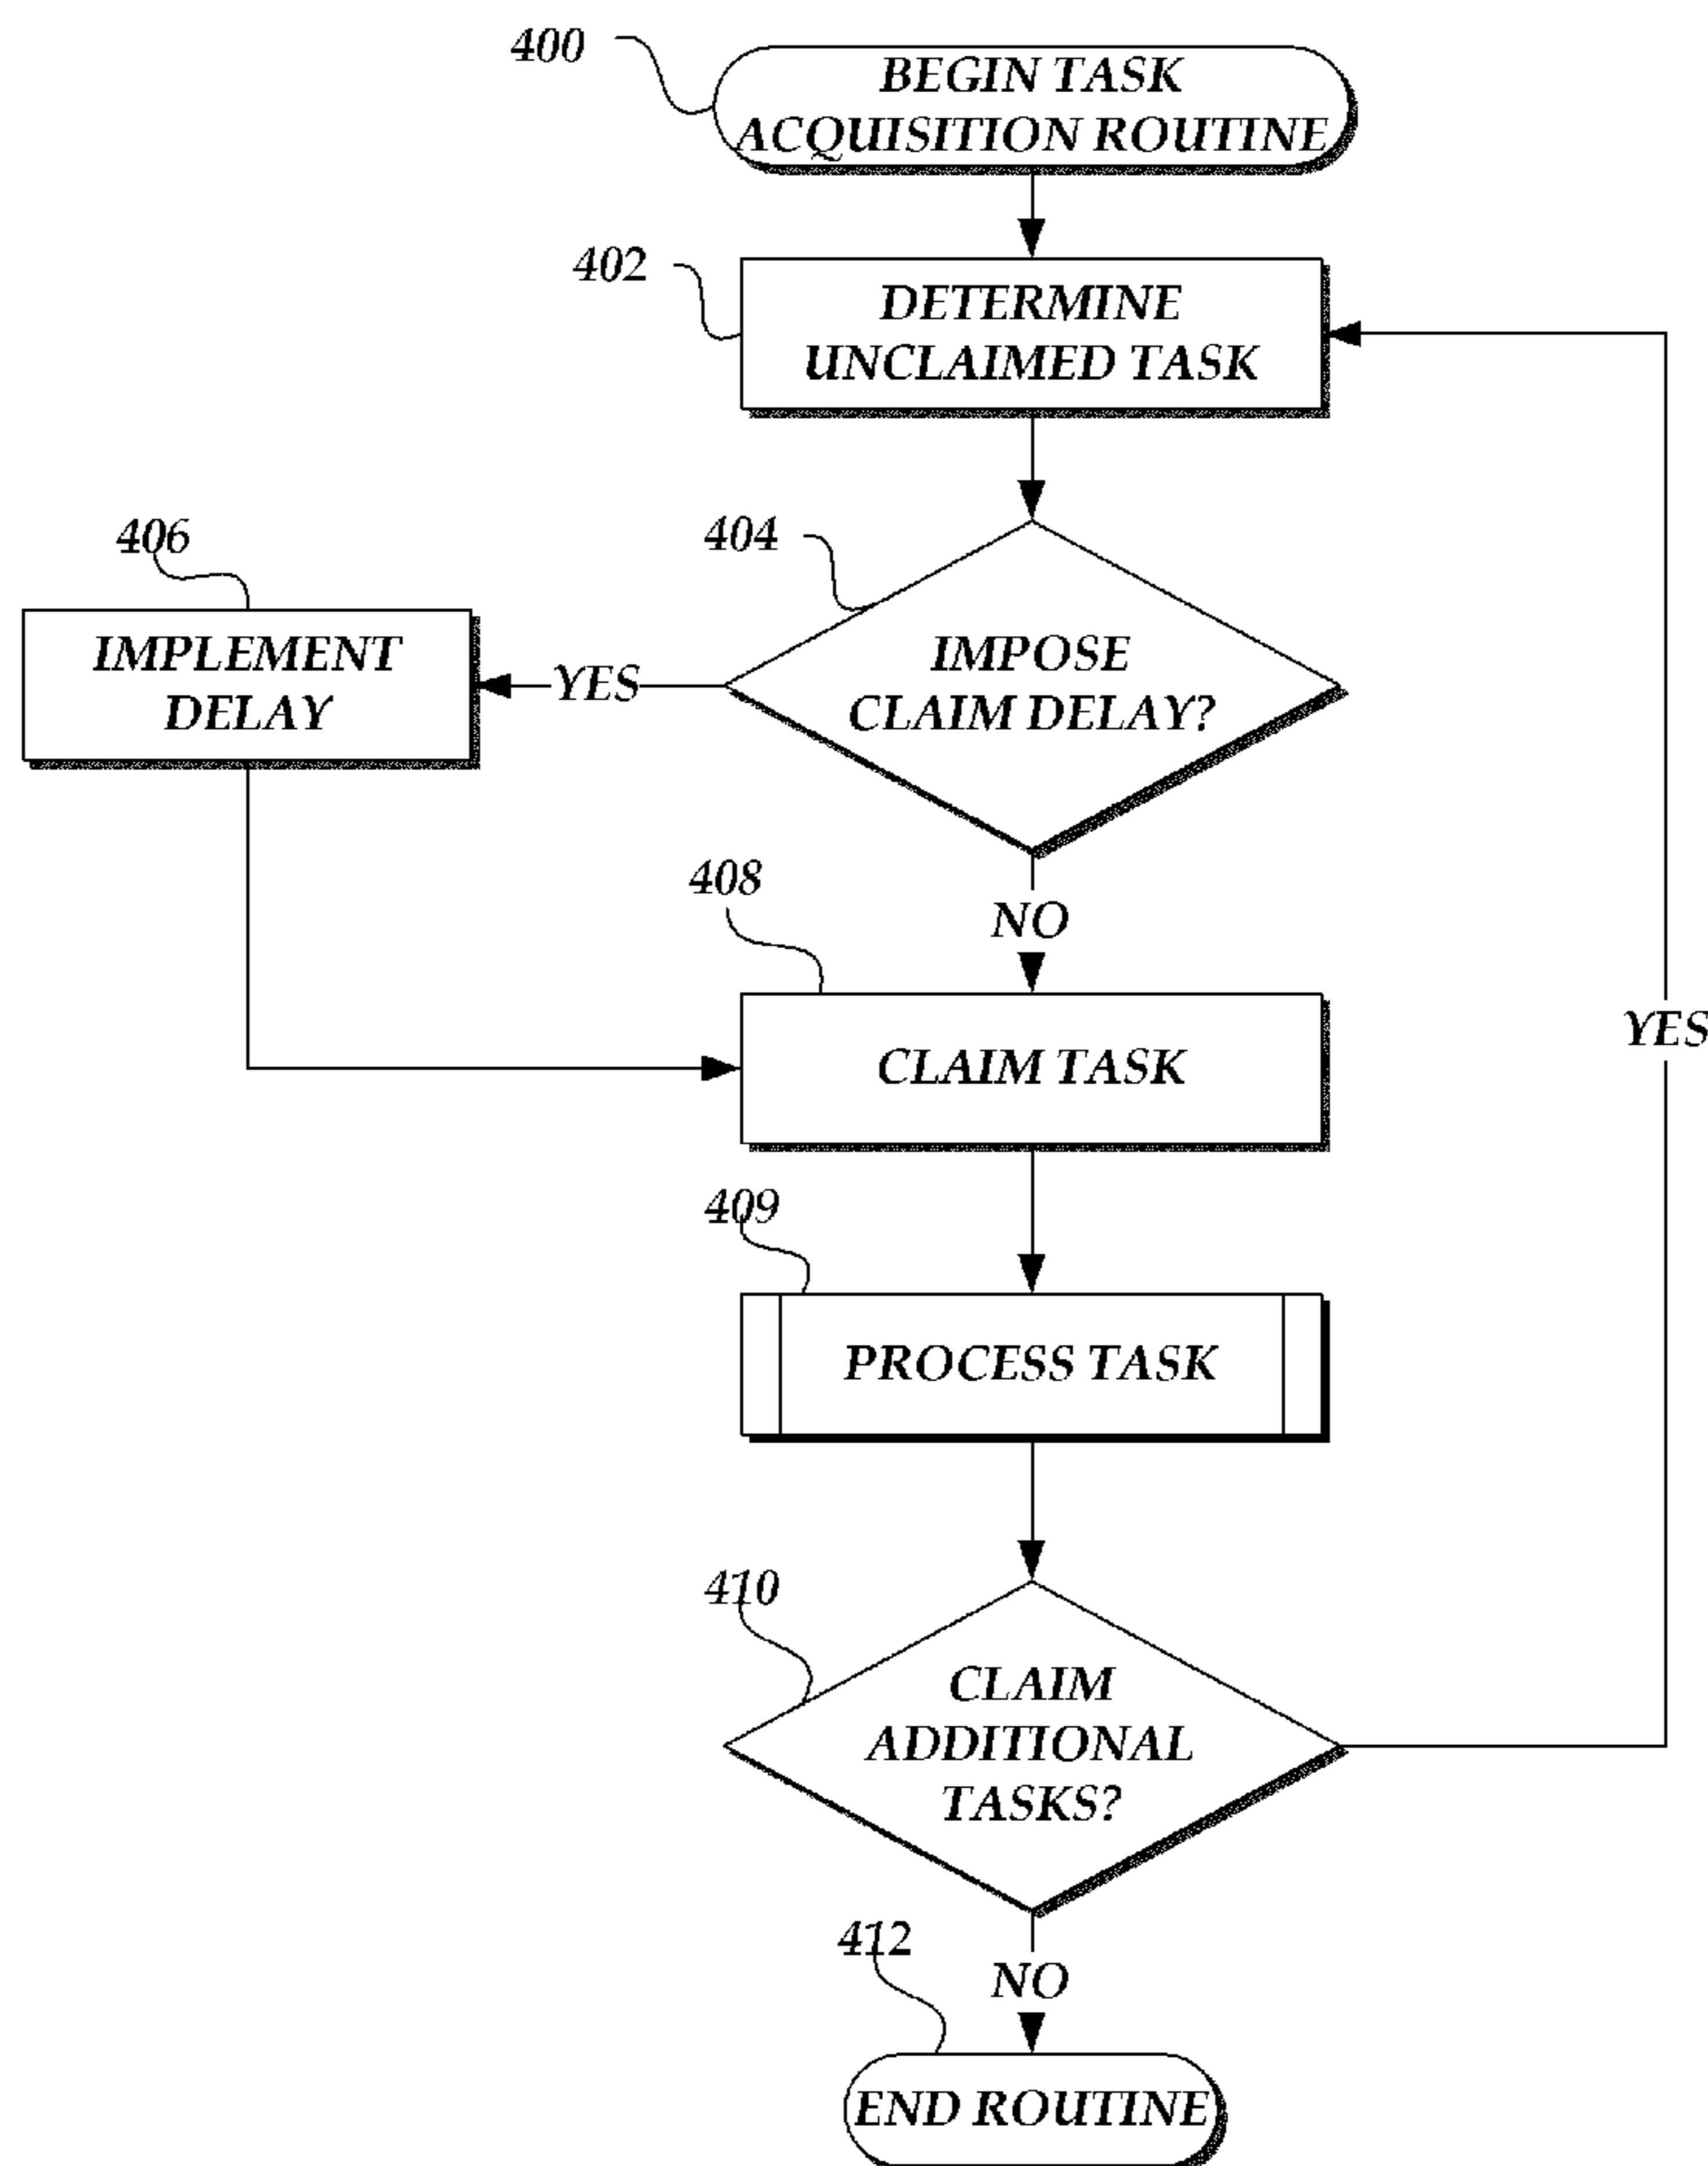 400
BEGIN TASK
ACQUISITION ROUTINE
402
DETERMINE
UNCLAIMED TASK
404
406
IMPOSE
CLAIM DELAY?
YES
IMPLEMENT
DELAY
NO
408
CLAIM TASK
YES
409
PROCESS TASK
410
CLAIM
ADDITIONAL
TASKS?
412
NO
END ROUTINE